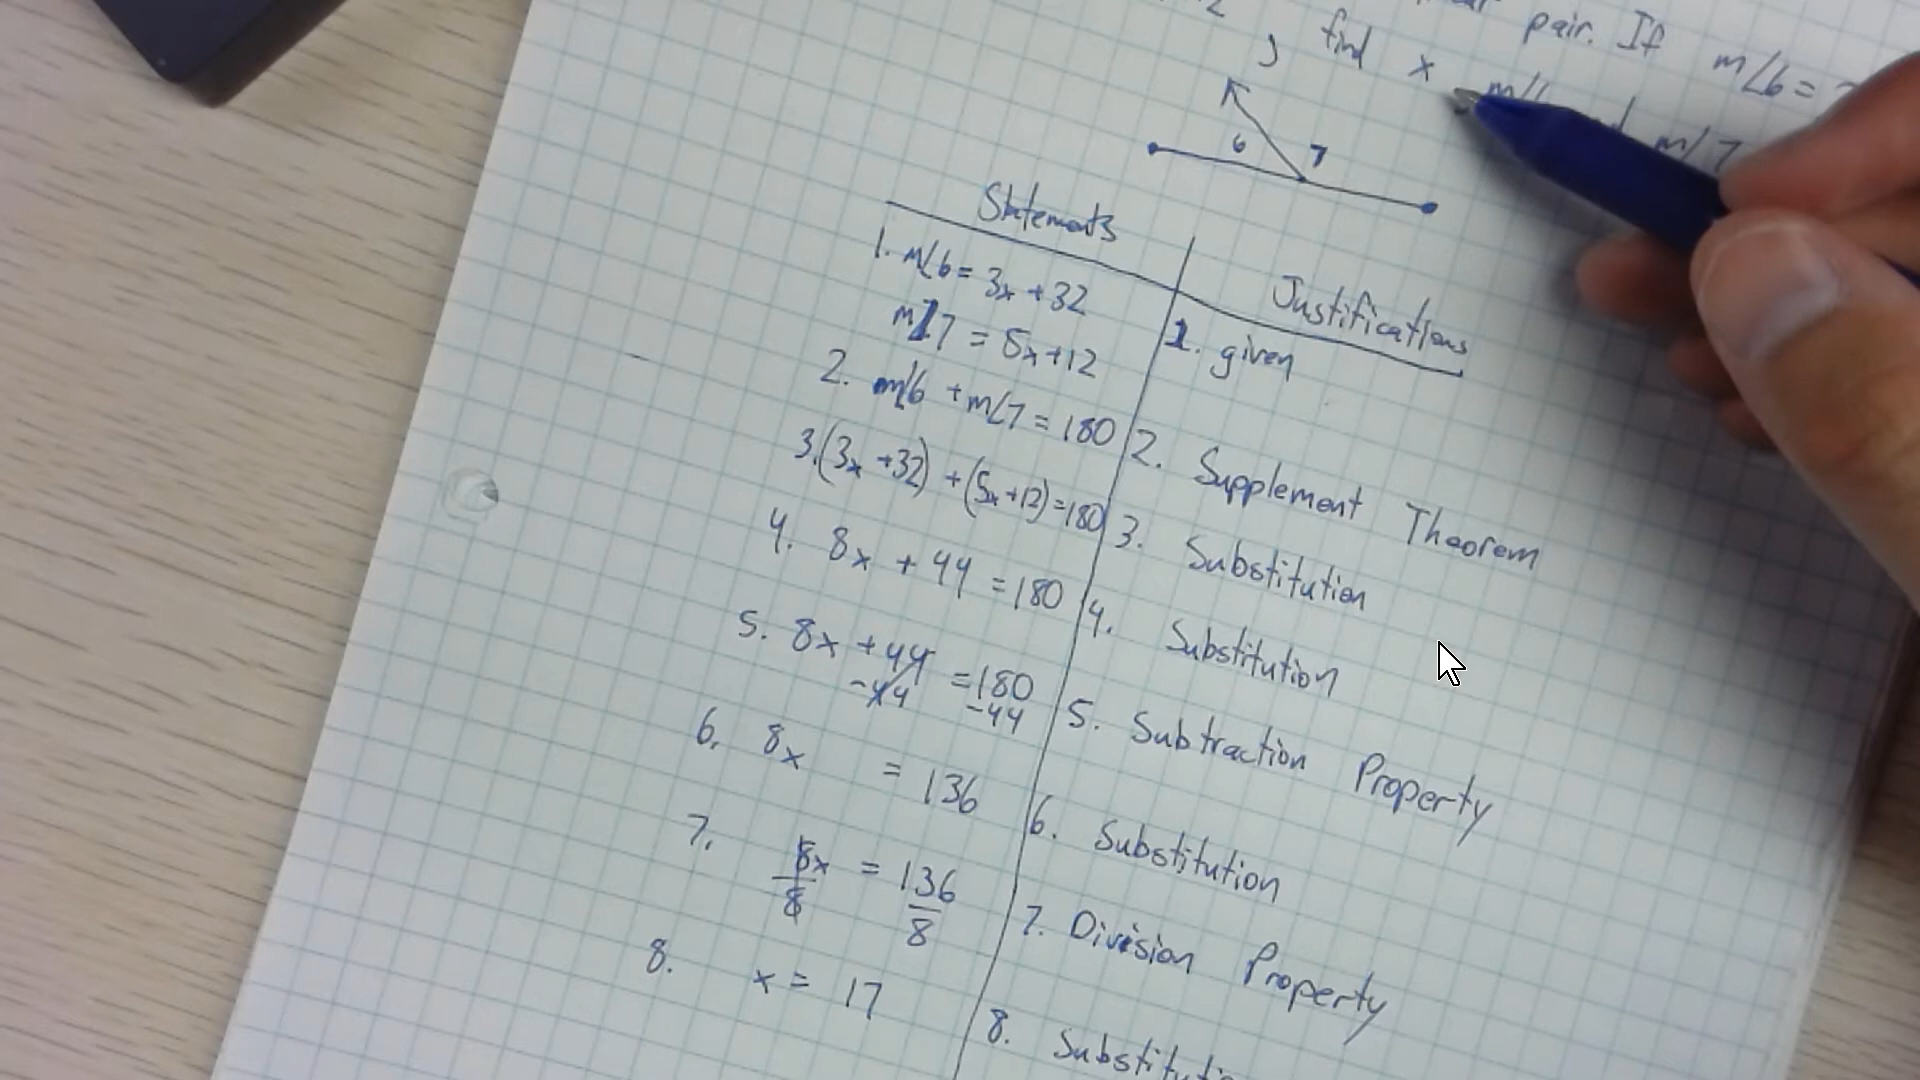 pair. If m∠6 =
, find x m∠
m∠7
6 7
Statements
Justifications
1. m∠6 = 3x + 32
m∠7 = 5x + 12
1. given
2. m∠6 + m∠7 = 180
2. Supplement Theorem
3. (3x + 32) + (5x + 12) = 180
3. Substitution
4. 8x + 44 = 180
4. Substitution
5. 8x + 44 = 180
-44 -44
5. Subtraction Property
6. 8x = 136
6. Substitution
7. 8x = 136
8 8
7. Division Property
8. x = 17
8.